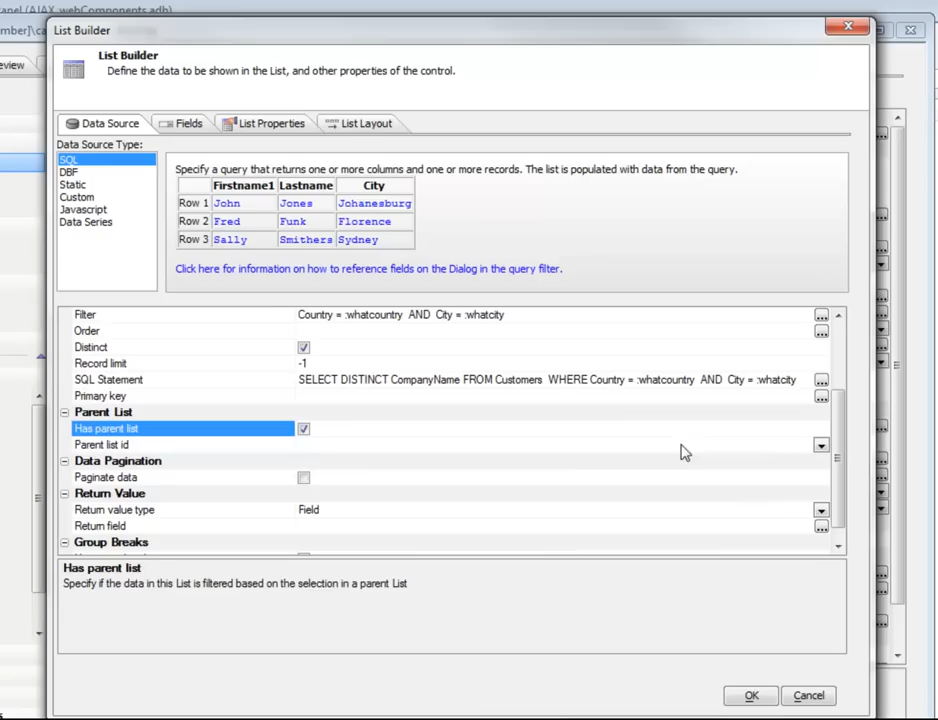 anel (AJAX webComponents.adb)
mber]\ca
eview
List Builder
List Builder
Define the data to be shown in the List, and other properties of the control.
Data Source Fields List Properties List Layout
Data Source Type:
SQL
DBF
Static
Custom
Javascript
Data Series
Specify a query that returns one or more columns and one or more records. The list is populated with data from the query.
Firstname1 Lastname City
Row 1 John Jones Johanesburg
Row 2 Fred Funk Florence
Row 3 Sally Smithers Sydney
Click here for information on how to reference fields on the Dialog in the query filter.
Filter Country = :whatcountry AND City = :whatcity
Order
Distinct
Record limit -1
SQL Statement SELECT DISTINCT CompanyName FROM Customers WHERE Country = :whatcountry AND City = :whatcity
Primary key
Parent List
Has parent list
Parent list id
Data Pagination
Paginate data
Return Value
Return value type Field
Return field
Group Breaks
Has parent list
Specify if the data in this List is filtered based on the selection in a parent List
OK Cancel